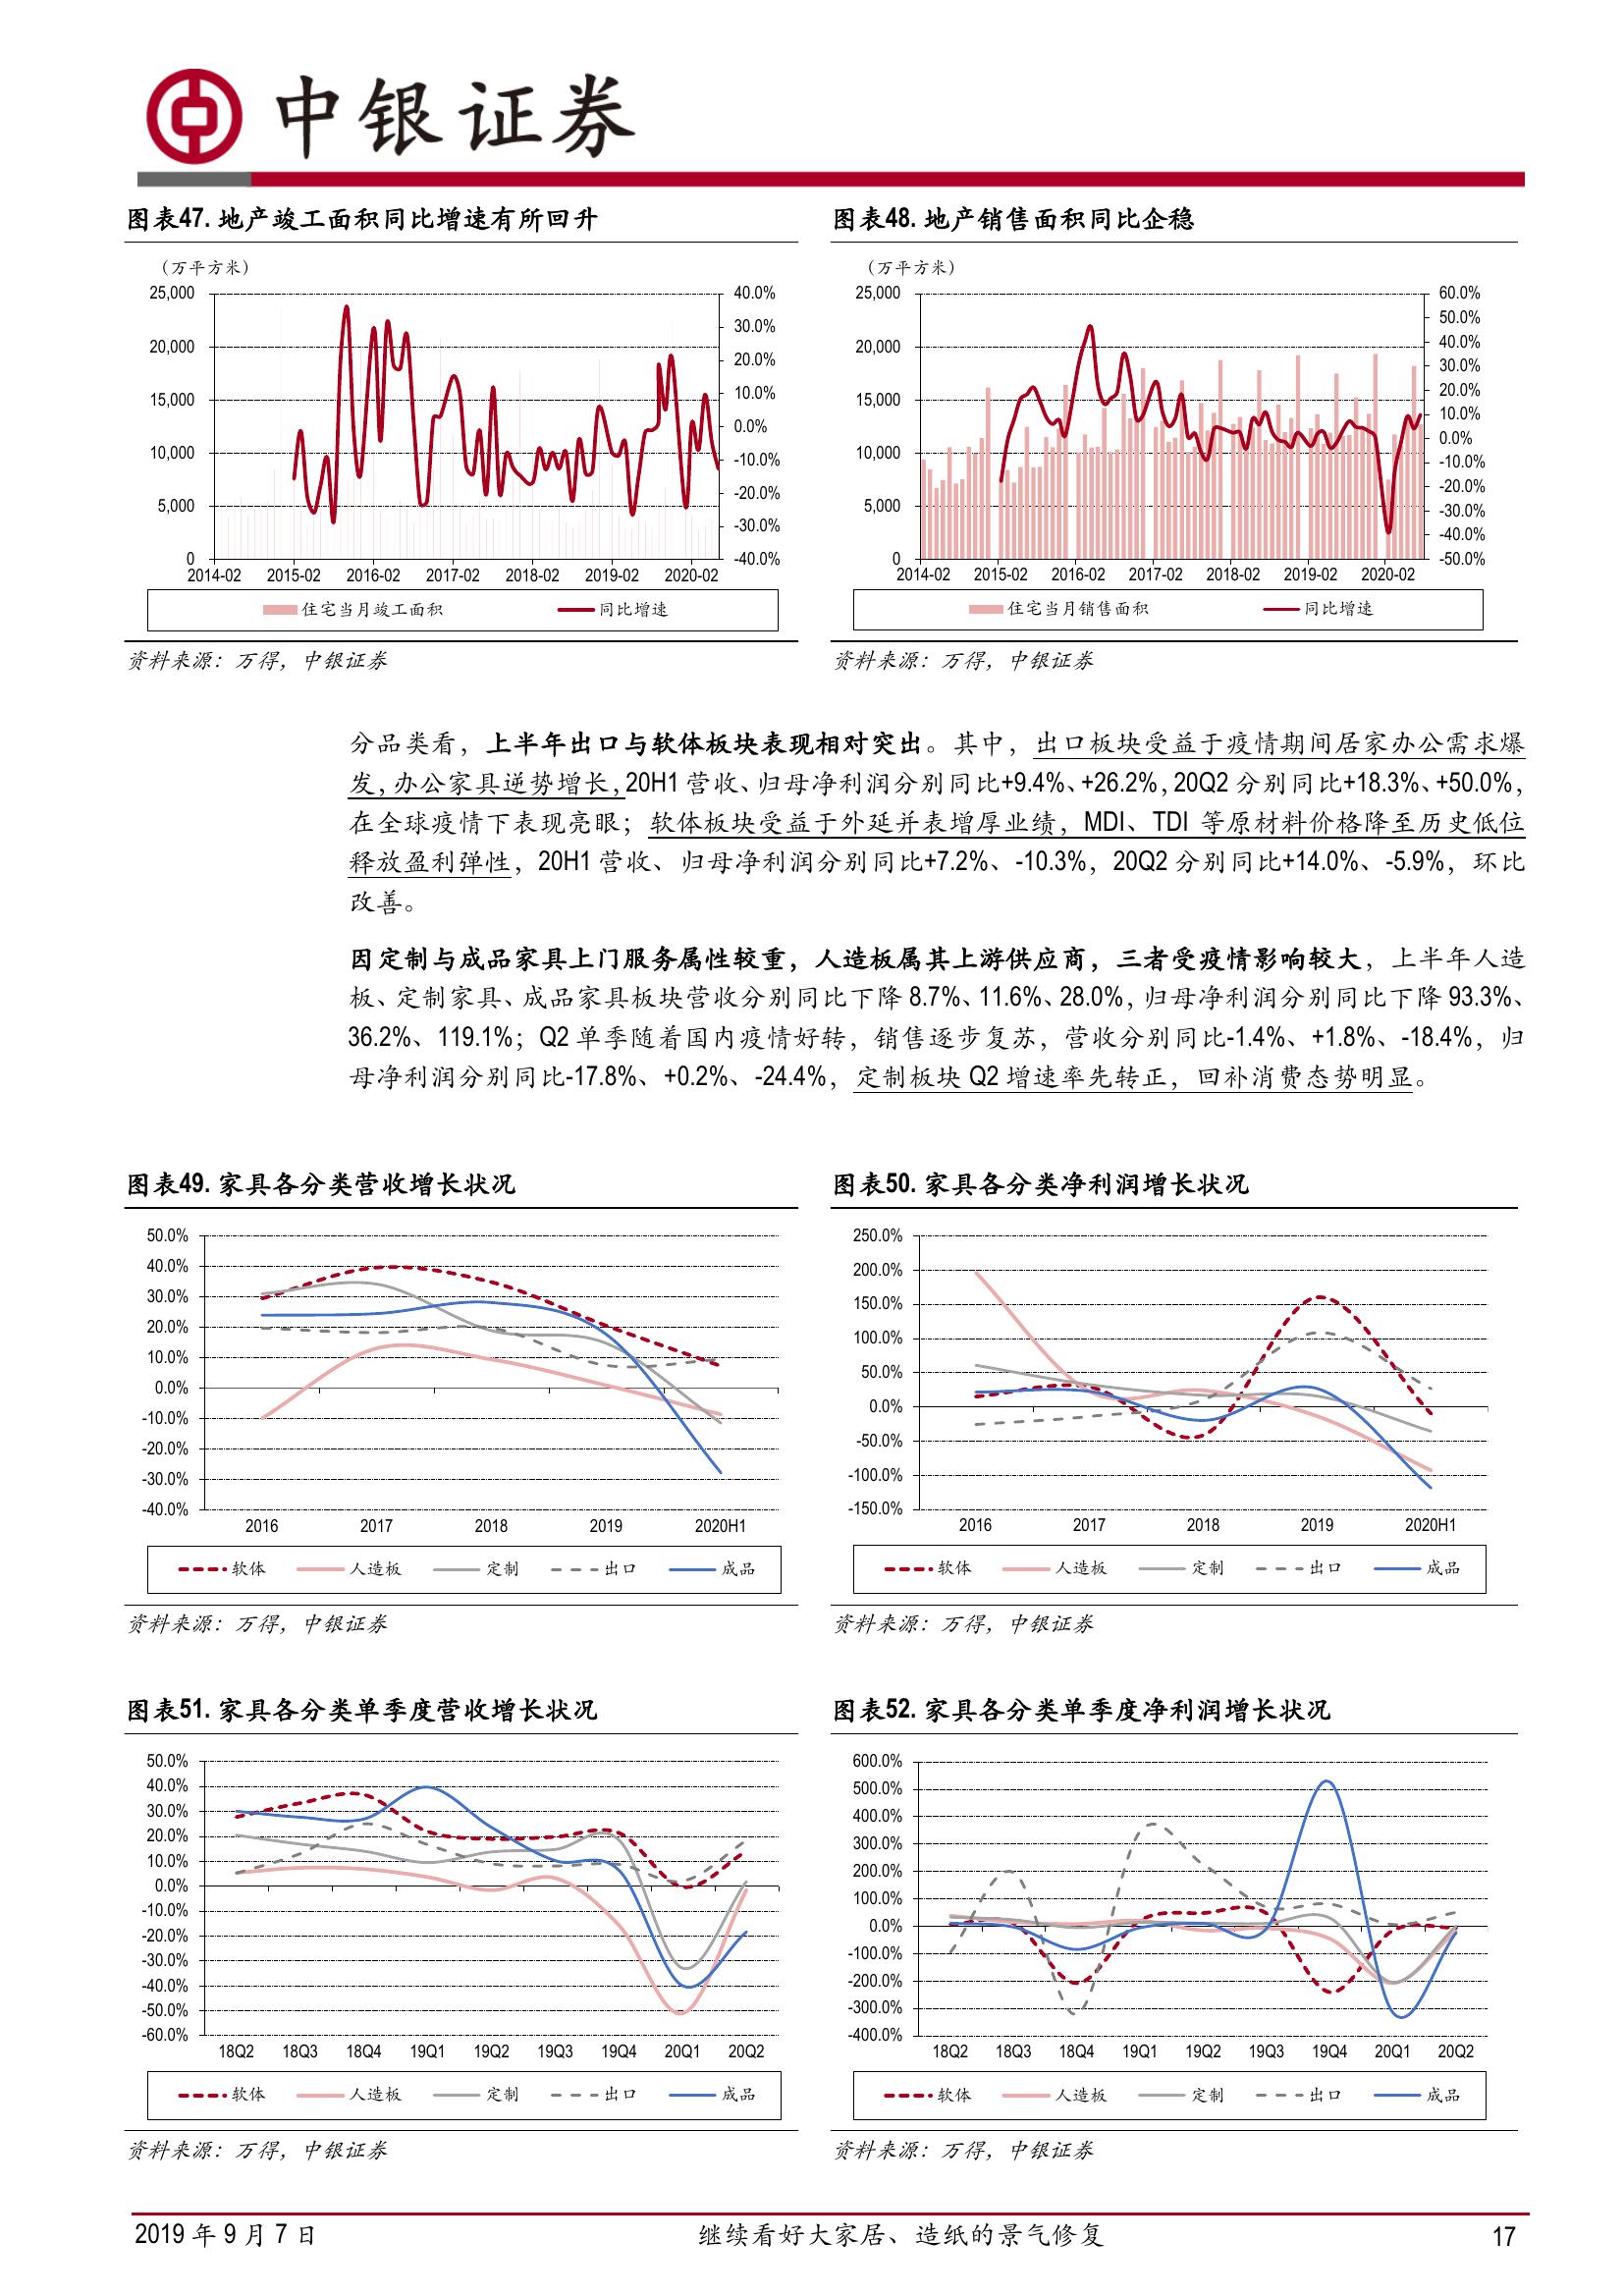 中银证券
图表47. 地产竣工面积同比增速有所回升
（万平方米）
25,000
20,000
15,000
10,000
5,000
0
40.0%
30.0%
20.0%
10.0%
0.0%
-10.0%
-20.0%
-30.0%
-40.0%
2014-02 2015-02 2016-02 2017-02 2018-02 2019-02 2020-02
住宅当月竣工面积 同比增速
资料来源：万得，中银证券
图表48. 地产销售面积同比企稳
（万平方米）
25,000
20,000
15,000
10,000
5,000
0
60.0%
50.0%
40.0%
30.0%
20.0%
10.0%
0.0%
-10.0%
-20.0%
-30.0%
-40.0%
-50.0%
2014-02 2015-02 2016-02 2017-02 2018-02 2019-02 2020-02
住宅当月销售面积 同比增速
资料来源：万得，中银证券
分品类看，上半年出口与软体板块表现相对突出。其中，出口板块受益于疫情期间居家办公需求爆
发，办公家具逆势增长，20H1 营收、归母净利润分别同比+9.4%、+26.2%，20Q2 分别同比+18.3%、+50.0%，
在全球疫情下表现亮眼；软体板块受益于外延并表增厚业绩，MDI、TDI 等原材料价格降至历史低位
释放盈利弹性，20H1 营收、归母净利润分别同比+7.2%、-10.3%，20Q2 分别同比+14.0%、-5.9%，环比
改善。
因定制与成品家具上门服务属性较重，人造板属其上游供应商，三者受疫情影响较大，上半年人造
板、定制家具、成品家具板块营收分别同比下降 8.7%、11.6%、28.0%，归母净利润分别同比下降 93.3%、
36.2%、119.1%；Q2 单季随着国内疫情好转，销售逐步复苏，营收分别同比-1.4%、+1.8%、-18.4%，归
母净利润分别同比-17.8%、+0.2%、-24.4%，定制板块 Q2 增速率先转正，回补消费态势明显。
图表49. 家具各分类营收增长状况
50.0%
40.0%
30.0%
20.0%
10.0%
0.0%
-10.0%
-20.0%
-30.0%
-40.0%
2016 2017 2018 2019 2020H1
软体 人造板 定制 出口 成品
资料来源：万得，中银证券
图表50. 家具各分类净利润增长状况
250.0%
200.0%
150.0%
100.0%
50.0%
0.0%
-50.0%
-100.0%
-150.0%
2016 2017 2018 2019 2020H1
软体 人造板 定制 出口 成品
资料来源：万得，中银证券
图表51. 家具各分类单季度营收增长状况
50.0%
40.0%
30.0%
20.0%
10.0%
0.0%
-10.0%
-20.0%
-30.0%
-40.0%
-50.0%
-60.0%
18Q2 18Q3 18Q4 19Q1 19Q2 19Q3 19Q4 20Q1 20Q2
软体 人造板 定制 出口 成品
资料来源：万得，中银证券
图表52. 家具各分类单季度净利润增长状况
600.0%
500.0%
400.0%
300.0%
200.0%
100.0%
0.0%
-100.0%
-200.0%
-300.0%
-400.0%
18Q2 18Q3 18Q4 19Q1 19Q2 19Q3 19Q4 20Q1 20Q2
软体 人造板 定制 出口 成品
资料来源：万得，中银证券
2019 年 9 月 7 日 继续看好大家居、造纸的景气修复 17